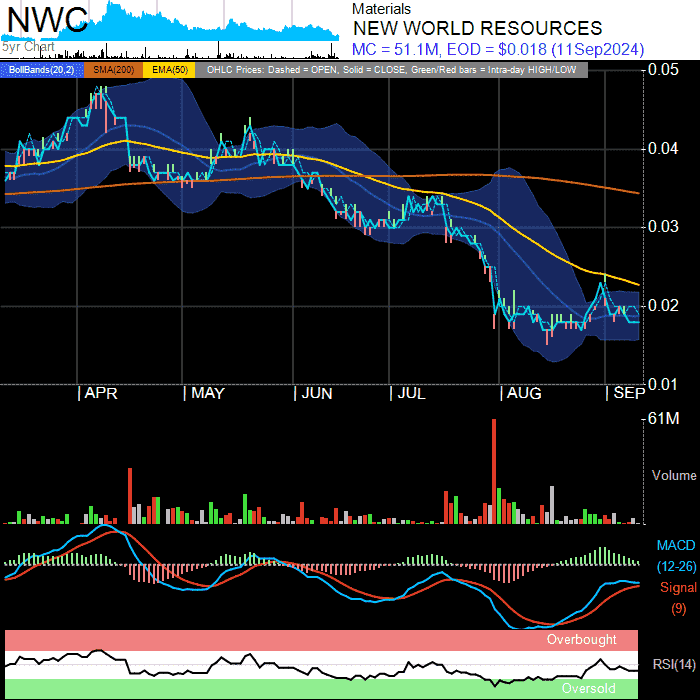 NWC
5yr Chart
Materials
NEW WORLD RESOURCES
MC = 51.1M, EOD = $0.018 (11Sep2024)
BollBands(20,2) SMA(200) EMA(50) OHLC Prices: Dashed = OPEN, Solid = CLOSE, Green/Red bars = Intra-day HIGH/LOW
0.05
0.04
0.03
0.02
0.01
| APR | MAY | JUN | JUL | AUG | SEP
61M
Volume
MACD
(12-26)
Signal
(9)
Overbought
RSI(14)
Oversold